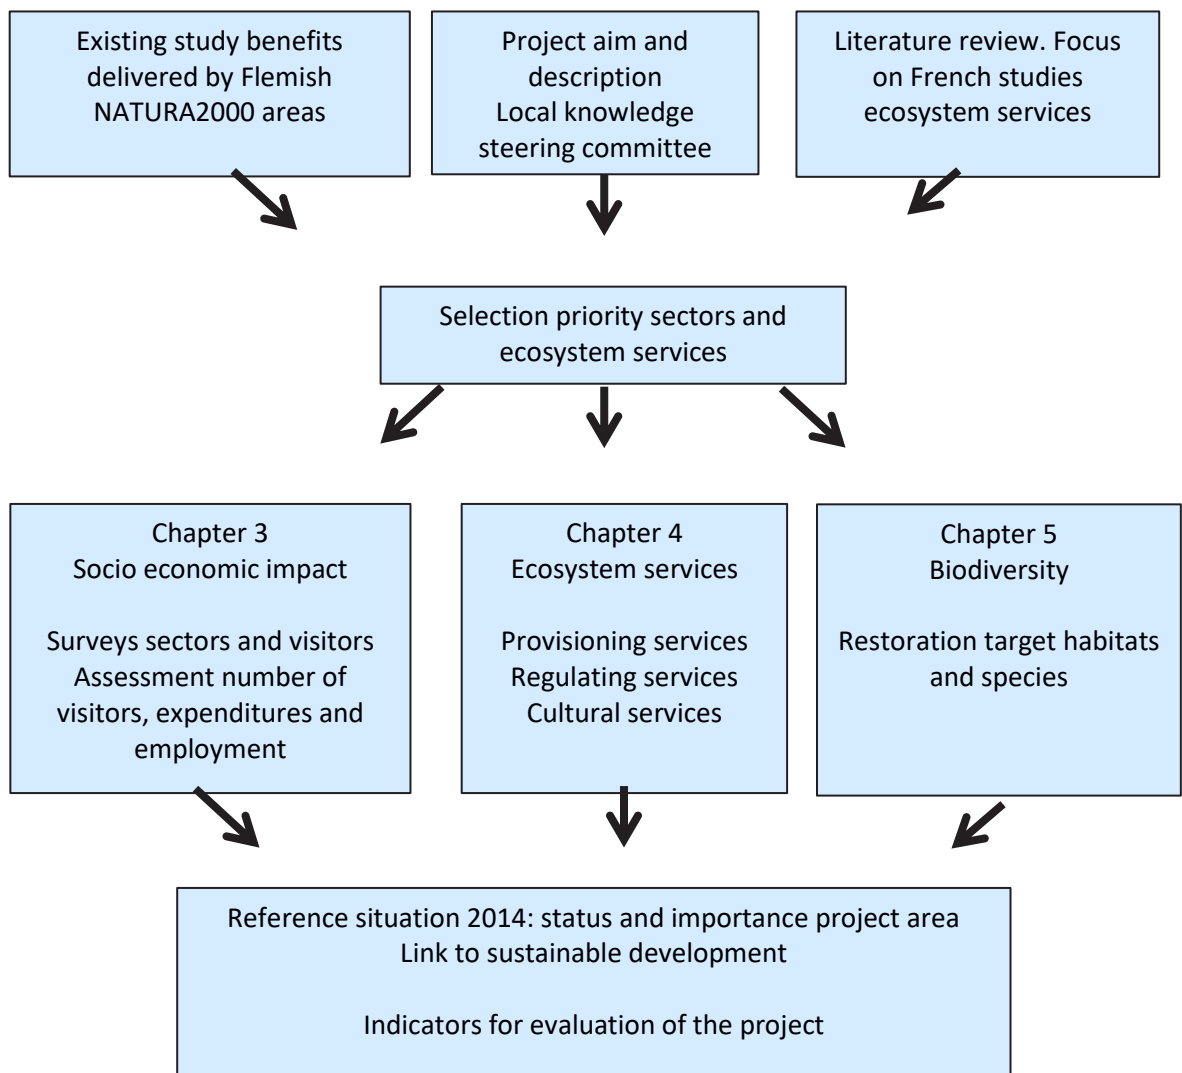 Existing study benefits
delivered by Flemish
NATURA2000 areas
Project aim and
description
Local knowledge
steering committee
Literature review. Focus
on French studies
ecosystem services
Selection priority sectors and
ecosystem services
Chapter 3
Socio economic impact
Surveys sectors and visitors
Assessment number of
visitors, expenditures and
employment
Chapter 4
Ecosystem services
Provisioning services
Regulating services
Cultural services
Chapter 5
Biodiversity
Restoration target habitats
and species
Reference situation 2014: status and importance project area
Link to sustainable development
Indicators for evaluation of the project